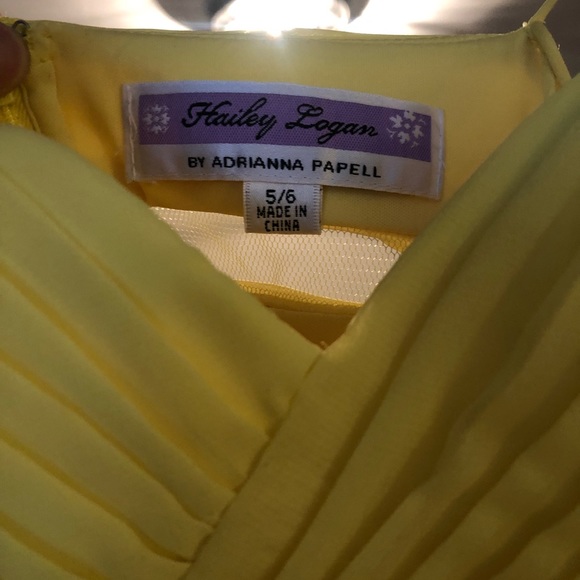 Hailey Logan
BY ADRIANNA PAPELL
5/6
MADE IN
CHINA